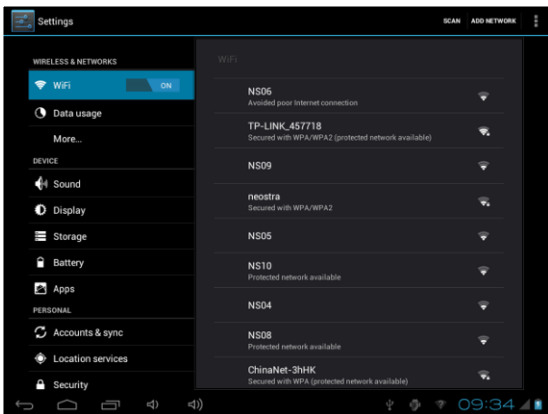 Settings
SCAN
ADD NETWORK
WIRELESS & NETWORKS
WiFi
ON
Data usage
More...
DEVICE
Sound
Display
Storage
Battery
Apps
PERSONAL
Accounts & sync
Location services
Security
WiFi
NS06
Avoided poor Internet connection
TP-LINK_457718
Secured with WPA/WPA2 (protected network available)
NS09
neostra
Secured with WPA/WPA2
NS05
NS10
Protected network available
NS04
NS08
Protected network available
ChinaNet-3hHK
Secured with WPA (protected network available)
09:34